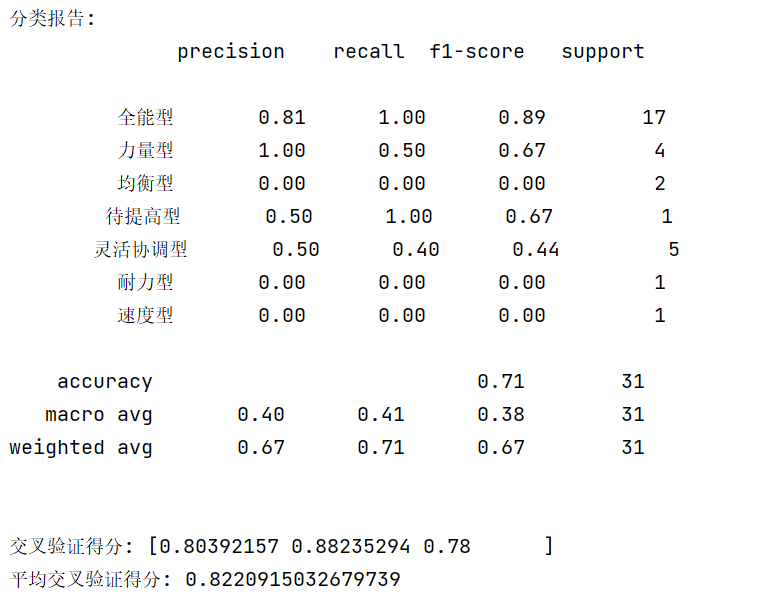 分类报告:
precision recall f1-score support
全能型 0.81 1.00 0.89 17
力量型 1.00 0.50 0.67 4
均衡型 0.00 0.00 0.00 2
待提高型 0.50 1.00 0.67 1
灵活协调型 0.50 0.40 0.44 5
耐力型 0.00 0.00 0.00 1
速度型 0.00 0.00 0.00 1
accuracy 0.71 31
macro avg 0.40 0.41 0.38 31
weighted avg 0.67 0.71 0.67 31
交叉验证得分: [0.80392157 0.88235294 0.78 ]
平均交叉验证得分: 0.8220915032679739